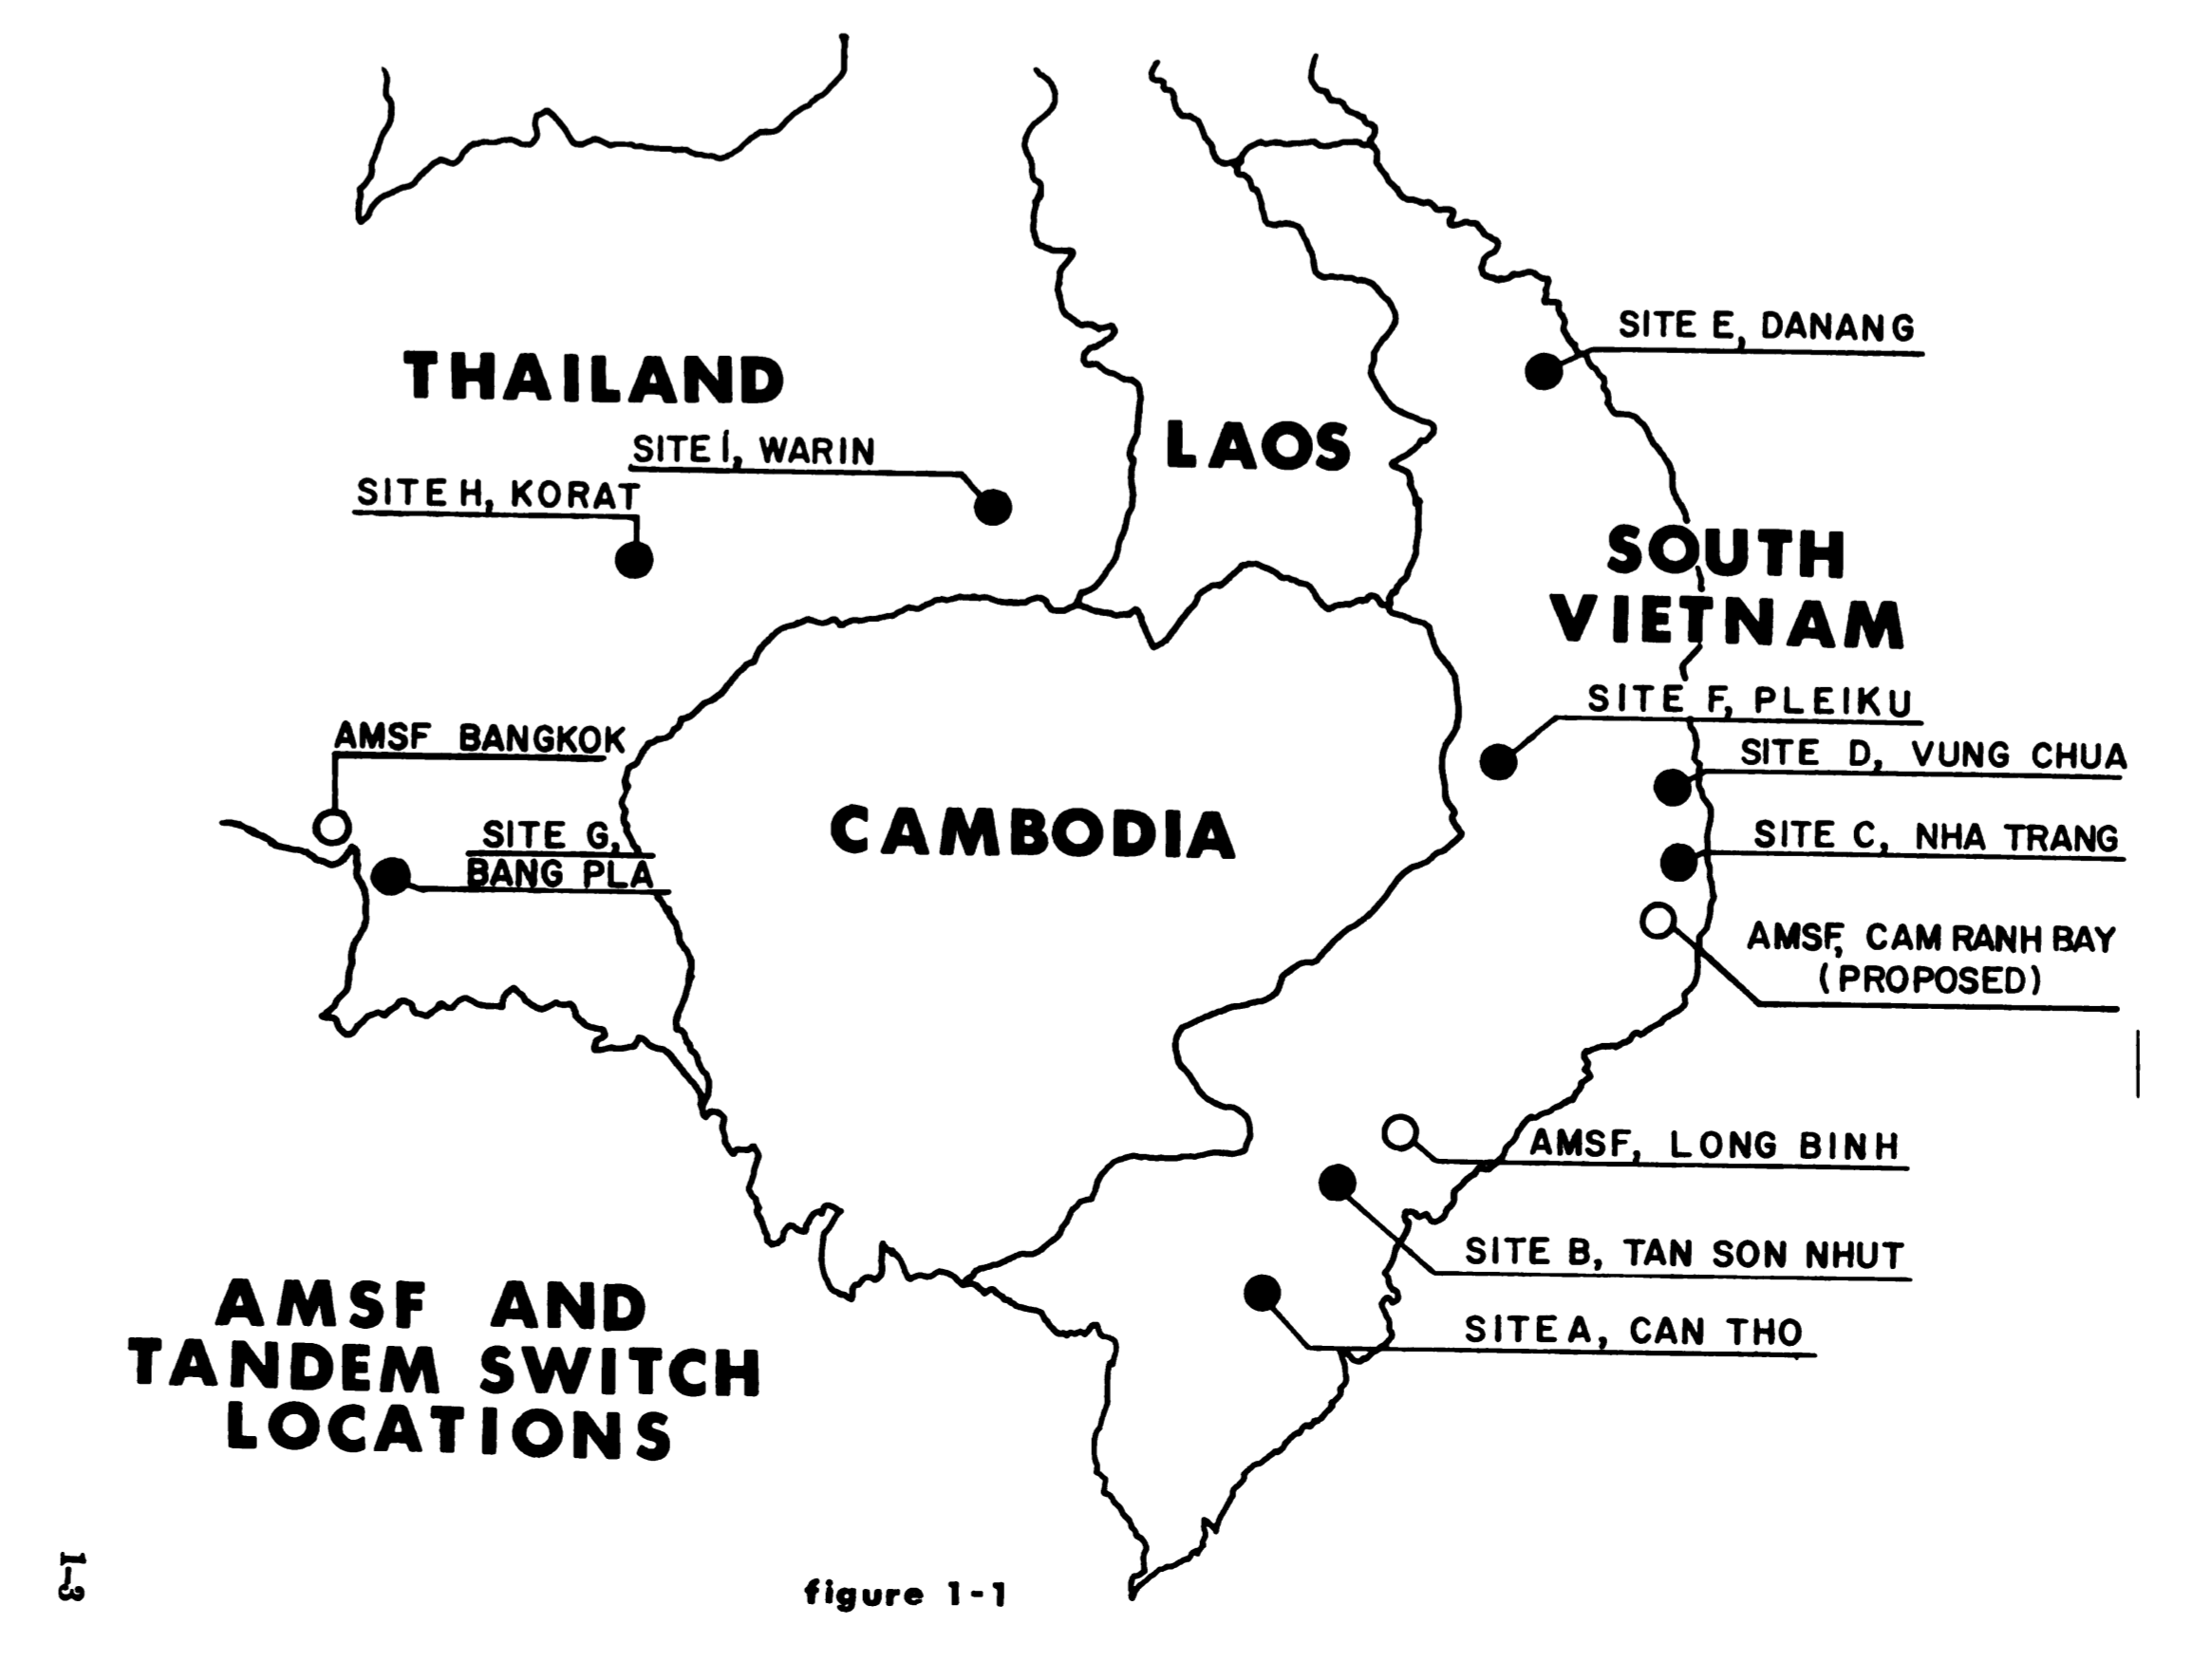 SITE E, DANANG
THAILAND
LAOS
SITE I, WARIN
SITE H, KORAT
SOUTH
VIETNAM
SITE F, PLEIKU
AMSF BANGKOK
SITE D, VUNG CHUA
SITE G,
BANG PLA
CAMBODIA
SITE C, NHA TRANG
AMSF, CAM RANH BAY
(PROPOSED)
AMSF, LONG BINH
SITE B, TAN SON NHUT
SITE A, CAN THO
AMSF AND
TANDEM SWITCH
LOCATIONS
figure 1-1
1-3